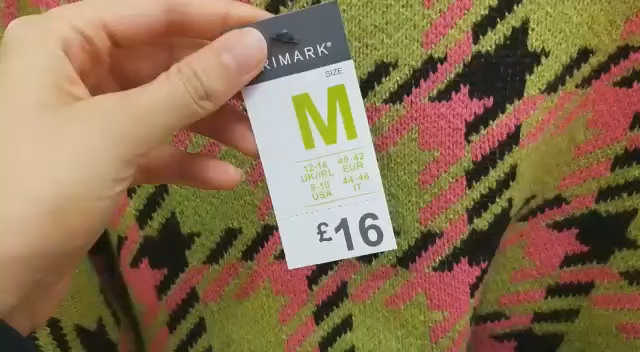 RIMARK®
SIZE
M
12-14 40-42
UK/IRL EUR
8-10 44-46
USA IT
£16